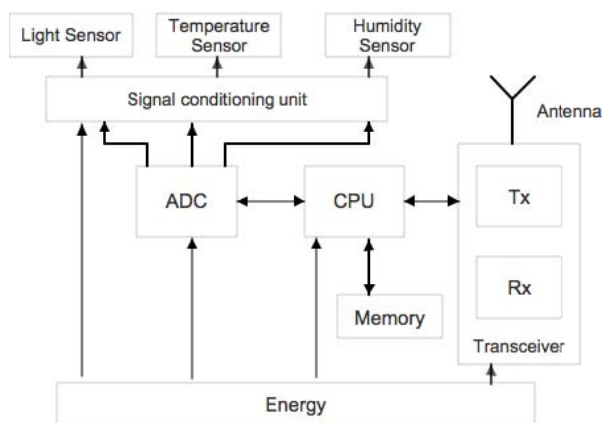 Light Sensor
Temperature
Sensor
Humidity
Sensor
Signal conditioning unit
Antenna
ADC
CPU
Tx
Rx
Memory
Transceiver
Energy